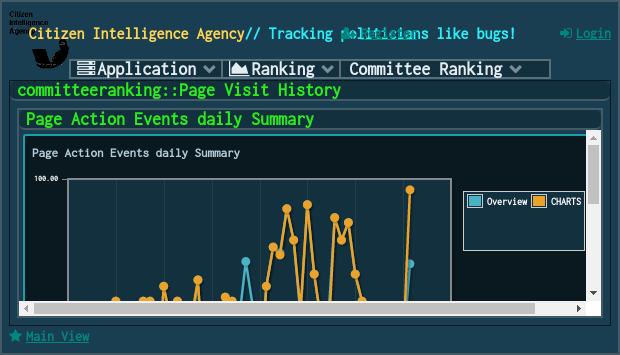 Citizen
Intelligence
Agency
Citizen Intelligence Agency// Tracking politicians like bugs!
Register
Login
Application
Ranking
Committee Ranking
committeeranking::Page Visit History
Page Action Events daily Summary
Page Action Events daily Summary
100.00
Overview
CHARTS
Main View